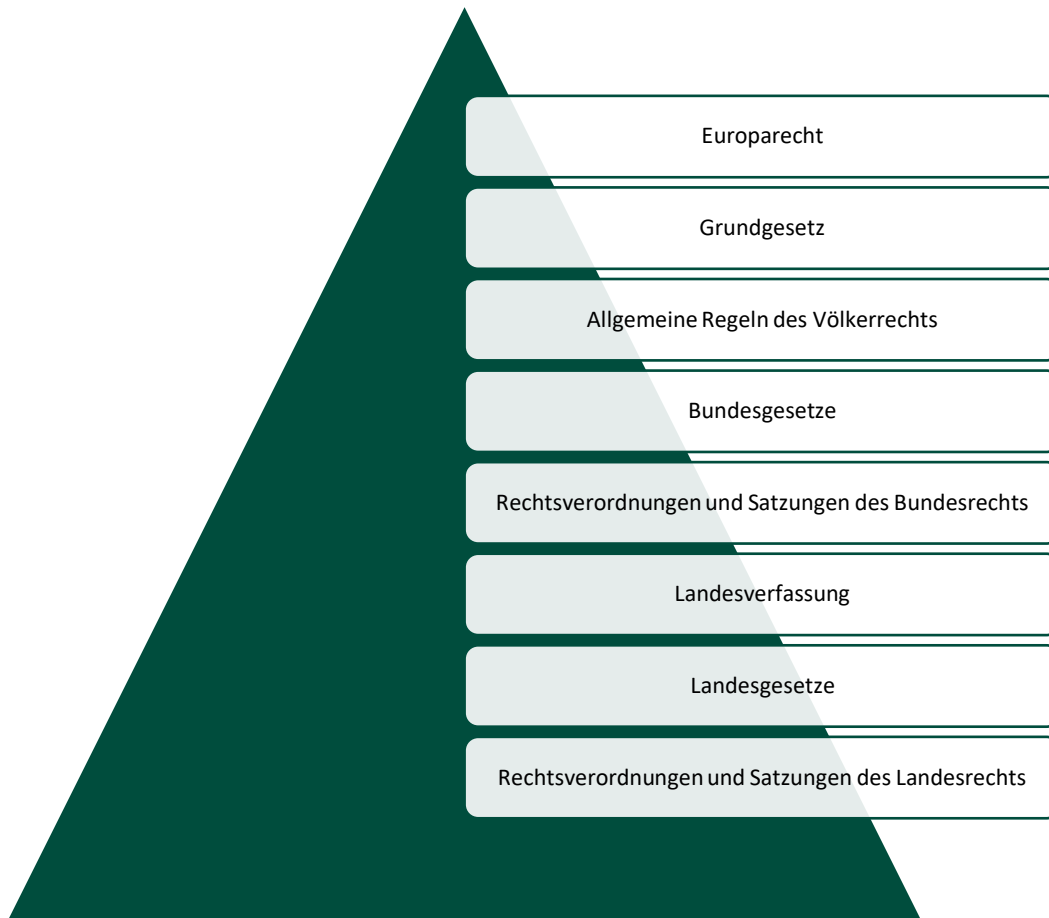 Europarecht
Grundgesetz
Allgemeine Regeln des Völkerrechts
Bundesgesetze
Rechtsverordnungen und Satzungen des Bundesrechts
Landesverfassung
Landesgesetze
Rechtsverordnungen und Satzungen des Landesrechts